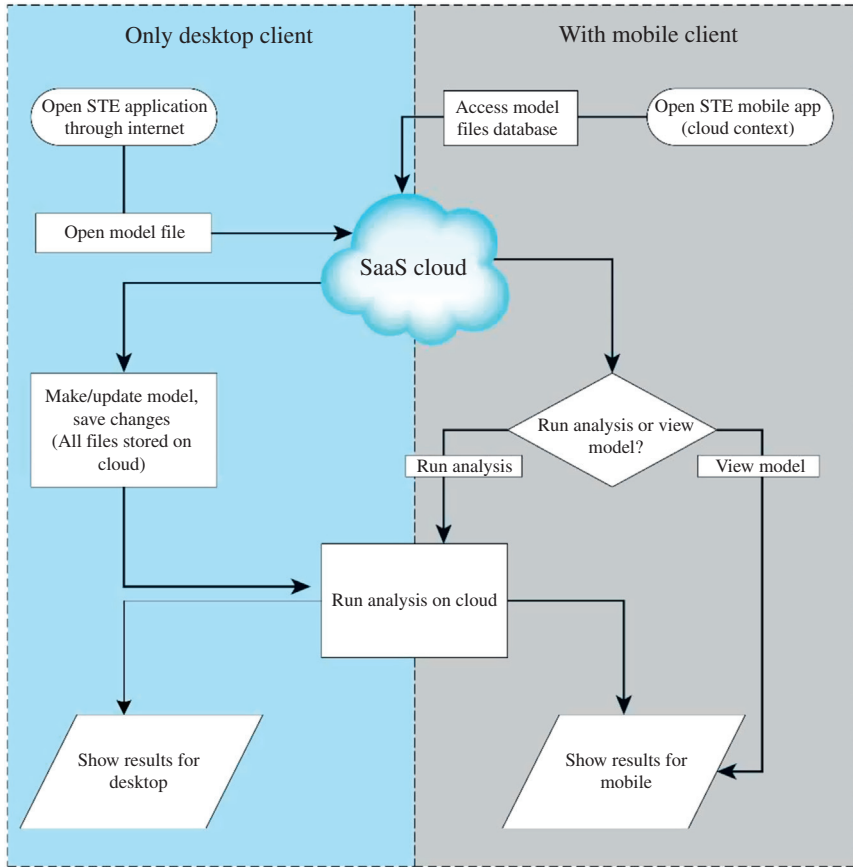 Only desktop client
With mobile client
Open STE application
through internet
Access model
files database
Open STE mobile app
(cloud context)
Open model file
SaaS cloud
Make/update model,
save changes
(All files stored on
cloud)
Run analysis or view
model?
Run analysis
View model
Run analysis on cloud
Show results for
desktop
Show results for
mobile